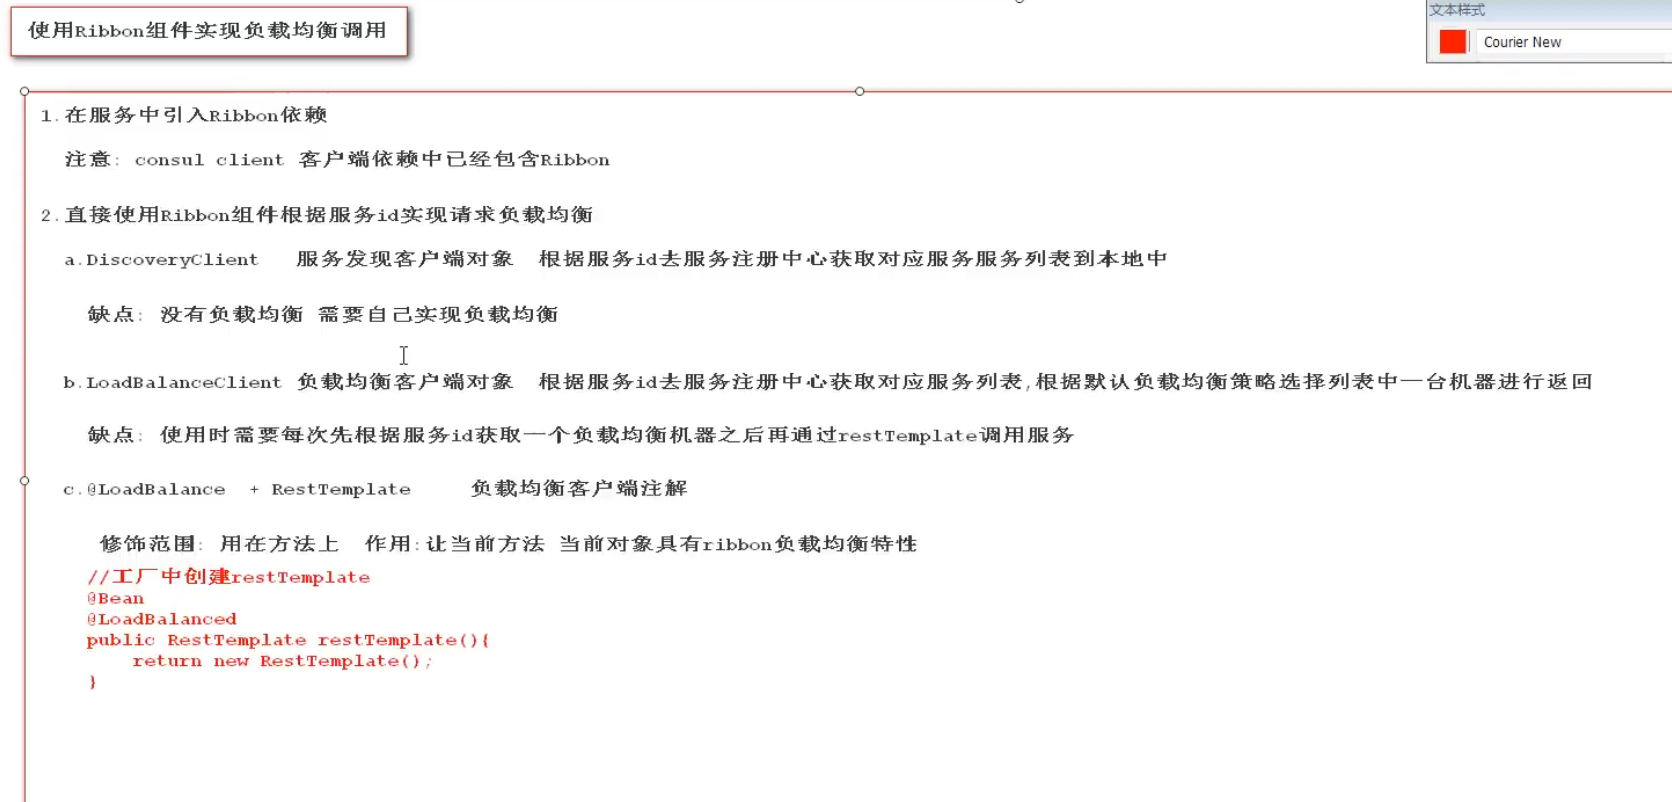 使用Ribbon组件实现负载均衡调用
文本样式
Courier New
1.在服务中引入Ribbon依赖
注意: consul client 客户端依赖中已经包含Ribbon
2.直接使用Ribbon组件根据服务id实现请求负载均衡
a.DiscoveryClient 服务发现客户端对象 根据服务id去服务注册中心获取对应服务服务列表到本地中
缺点: 没有负载均衡 需要自己实现负载均衡
b.LoadBalanceClient 负载均衡客户端对象 根据服务id去服务注册中心获取对应服务列表,根据默认负载均衡策略选择列表中一台机器进行返回
缺点: 使用时需要每次先根据服务id获取一个负载均衡机器之后再通过restTemplate调用服务
c.@LoadBalance + RestTemplate 负载均衡客户端注解
修饰范围: 用在方法上 作用:让当前方法 当前对象具有ribbon负载均衡特性
//工厂中创建restTemplate
@Bean
@LoadBalanced
public RestTemplate restTemplate(){
return new RestTemplate();
}